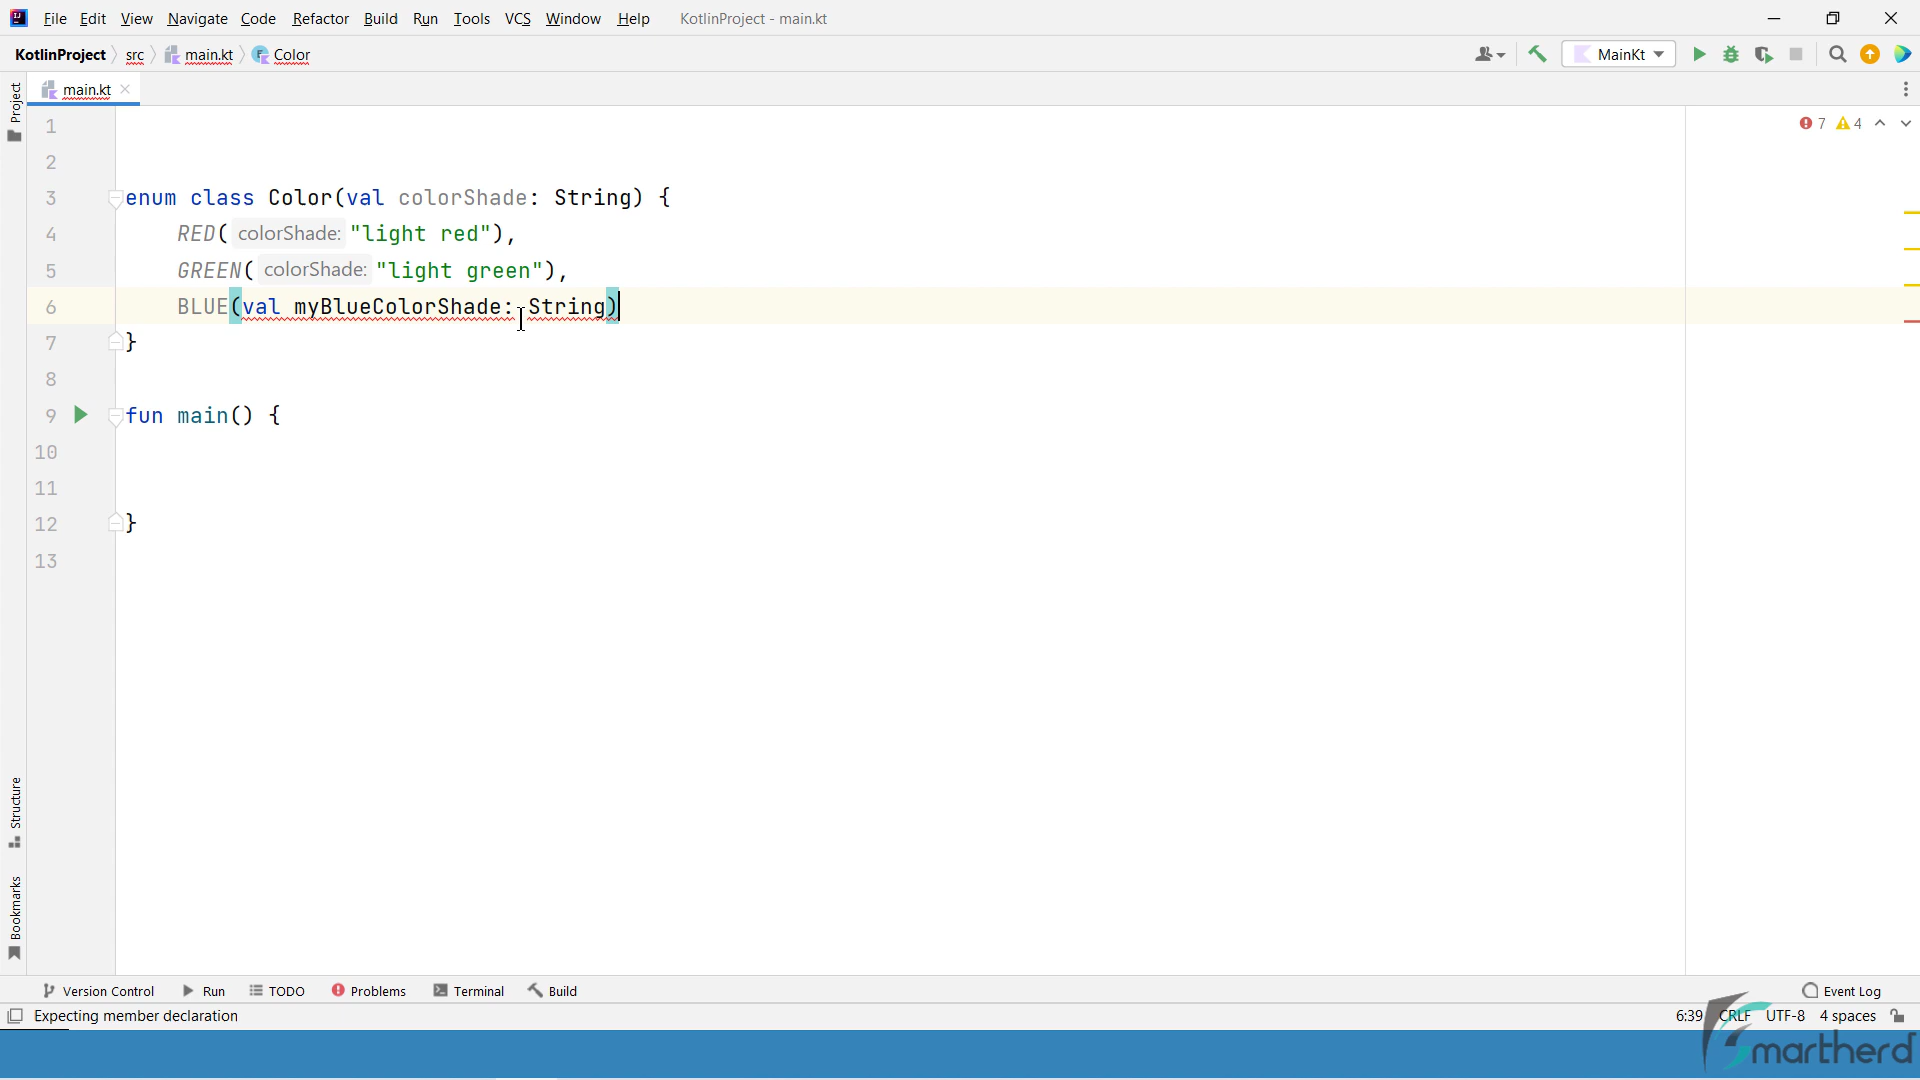 File Edit View Navigate Code Refactor Build Run Tools VCS Window Help KotlinProject - main.kt
KotlinProject src main.kt Color MainKt
main.kt
Project
7 4
1
2
3 enum class Color(val colorShade: String) {
4 RED( colorShade: "light red"),
5 GREEN( colorShade: "light green"),
6 BLUE(val myBlueColorShade: String)
7 }
8
9 fun main() {
10
11
12 }
13
Structure
Bookmarks
Version Control Run TODO Problems Terminal Build Event Log
Expecting member declaration 6:39 CRLF UTF-8 4 spaces
Smartherd